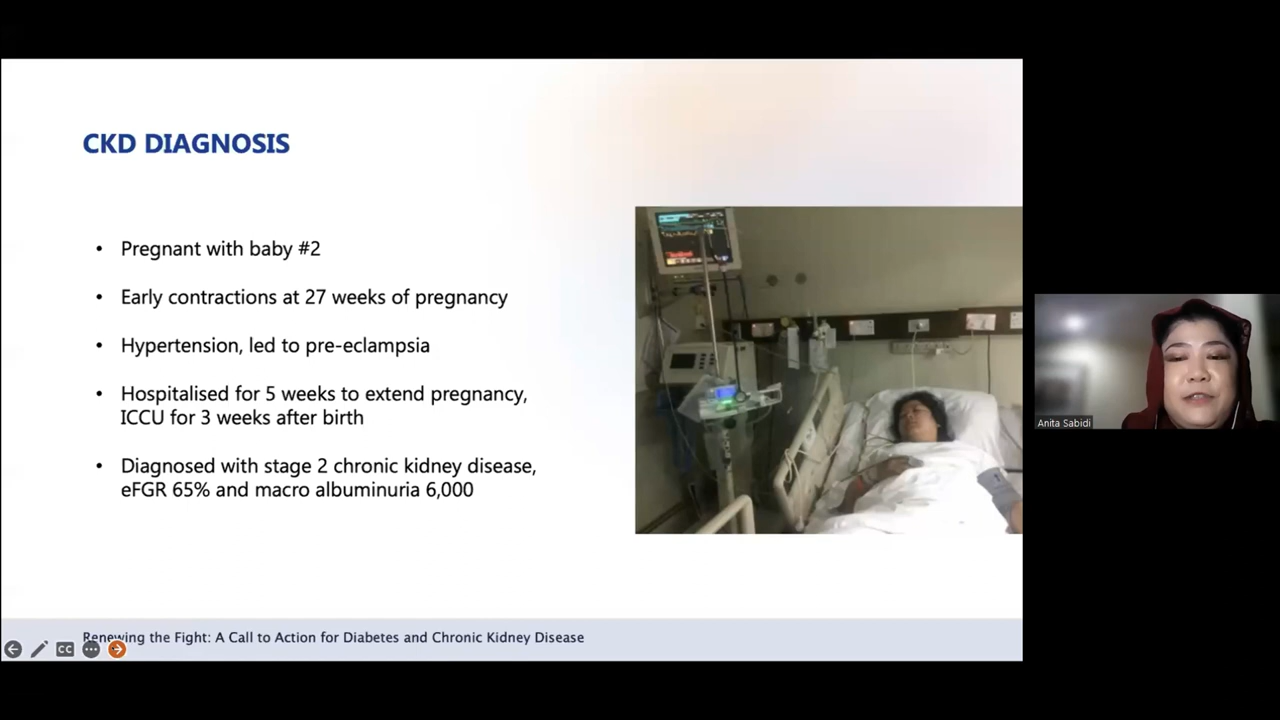 CKD DIAGNOSIS
• Pregnant with baby #2
• Early contractions at 27 weeks of pregnancy
• Hypertension, led to pre-eclampsia
• Hospitalised for 5 weeks to extend pregnancy,
ICCU for 3 weeks after birth
• Diagnosed with stage 2 chronic kidney disease,
eFGR 65% and macro albuminuria 6,000
Anita Sabidi
Renewing the Fight: A Call to Action for Diabetes and Chronic Kidney Disease
CC